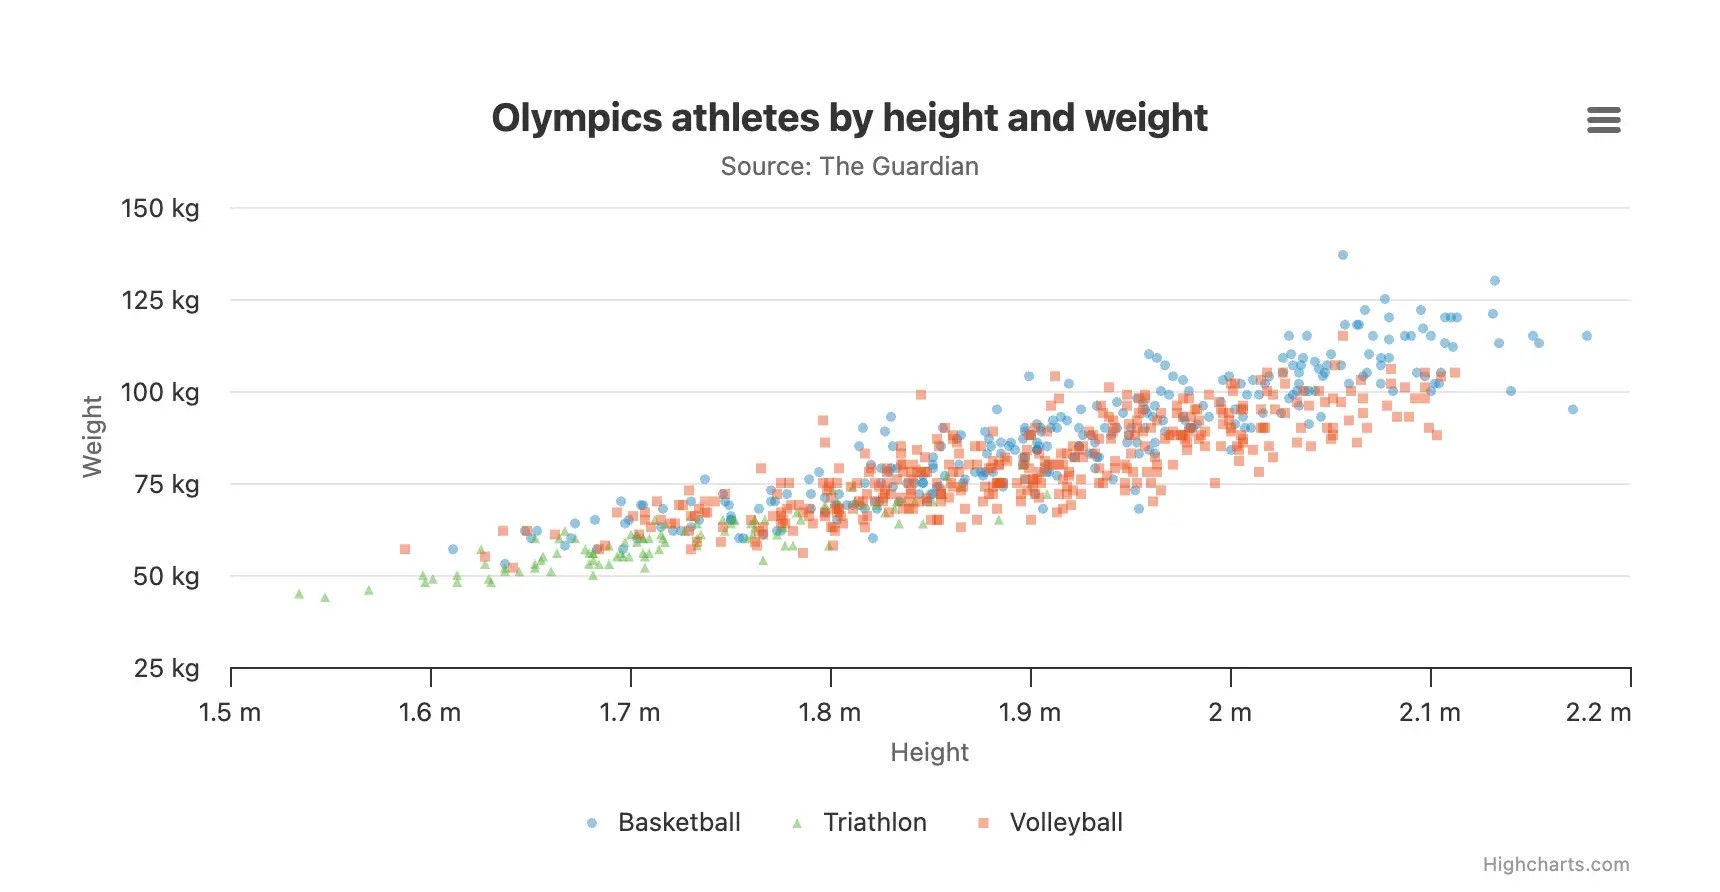 Olympics athletes by height and weight
Source: The Guardian
150 kg
125 kg
100 kg
75 kg
50 kg
25 kg
Weight
1.5 m 1.6 m 1.7 m 1.8 m 1.9 m 2 m 2.1 m 2.2 m
Height
Basketball Triathlon Volleyball
Highcharts.com